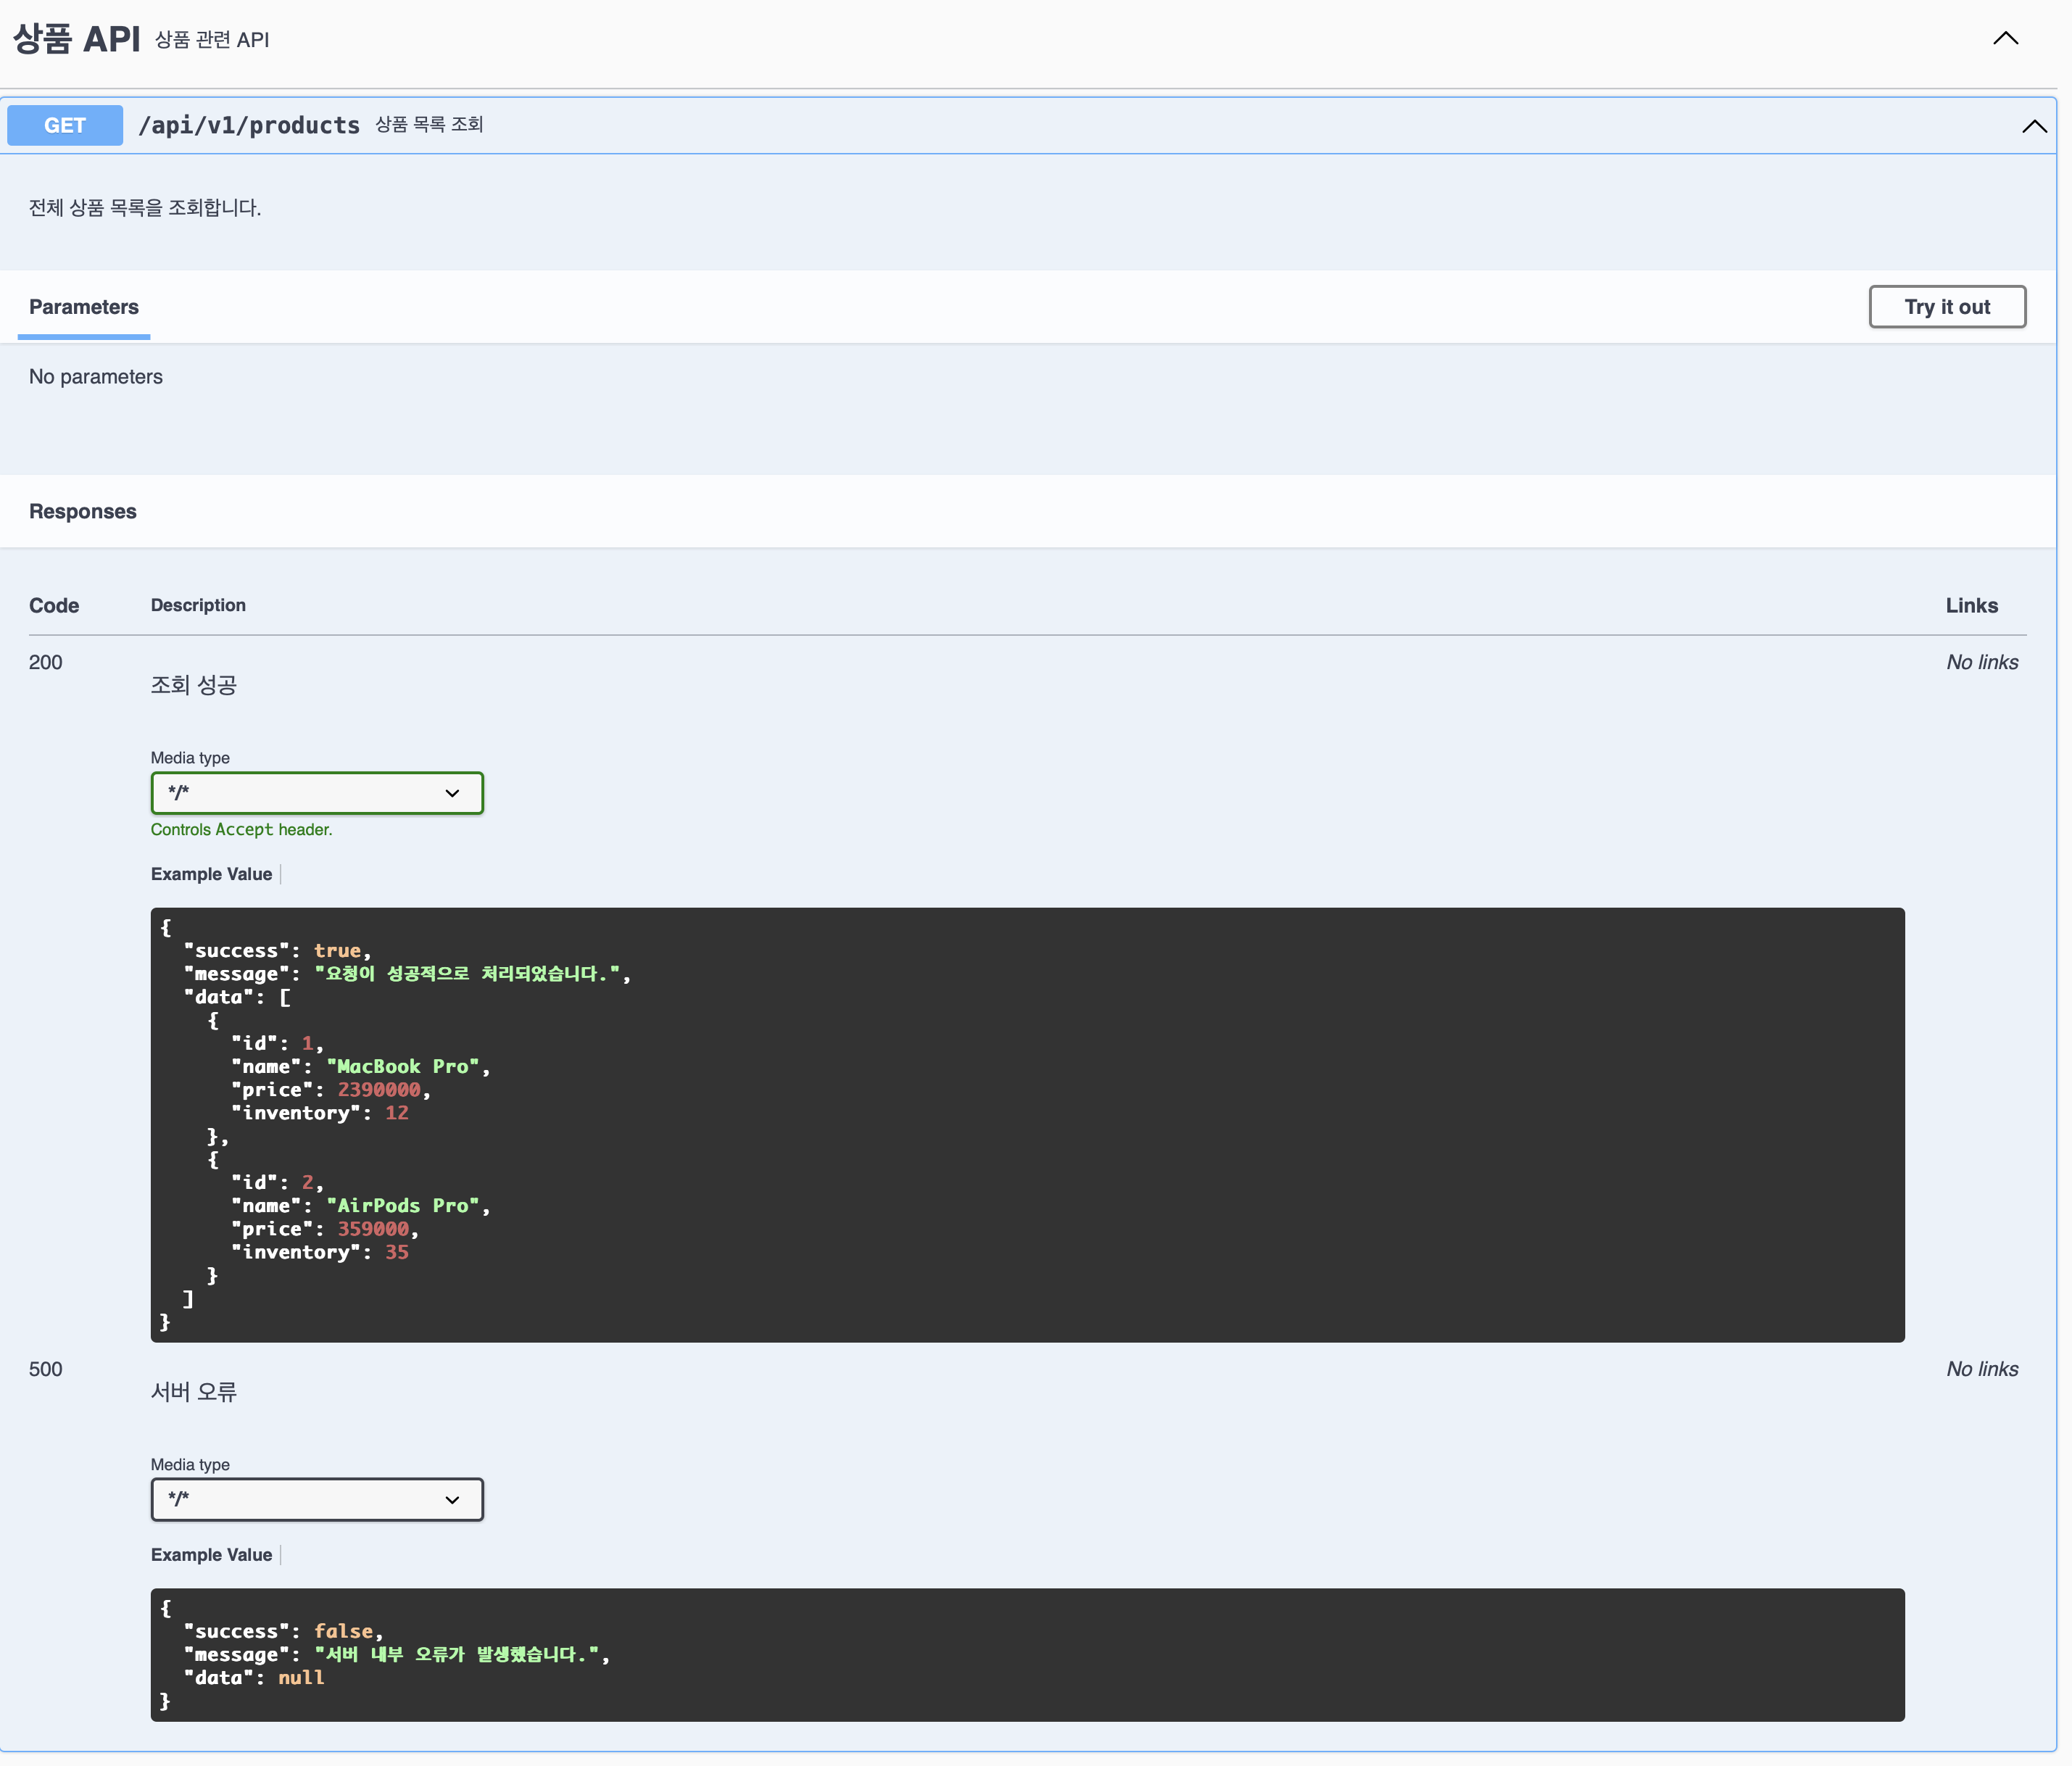 상품 API 상품 관련 API
GET /api/v1/products 상품 목록 조회
전체 상품 목록을 조회합니다.
Parameters Try it out
No parameters
Responses
Code Description Links
200 No links
조회 성공
Media type
*/*
Controls Accept header.
Example Value
{
  "success": true,
  "message": "요청이 성공적으로 처리되었습니다.",
  "data": [
    {
      "id": 1,
      "name": "MacBook Pro",
      "price": 2390000,
      "inventory": 12
    },
    {
      "id": 2,
      "name": "AirPods Pro",
      "price": 359000,
      "inventory": 35
    }
  ]
}
500 No links
서버 오류
Media type
*/*
Example Value
{
  "success": false,
  "message": "서버 내부 오류가 발생했습니다.",
  "data": null
}